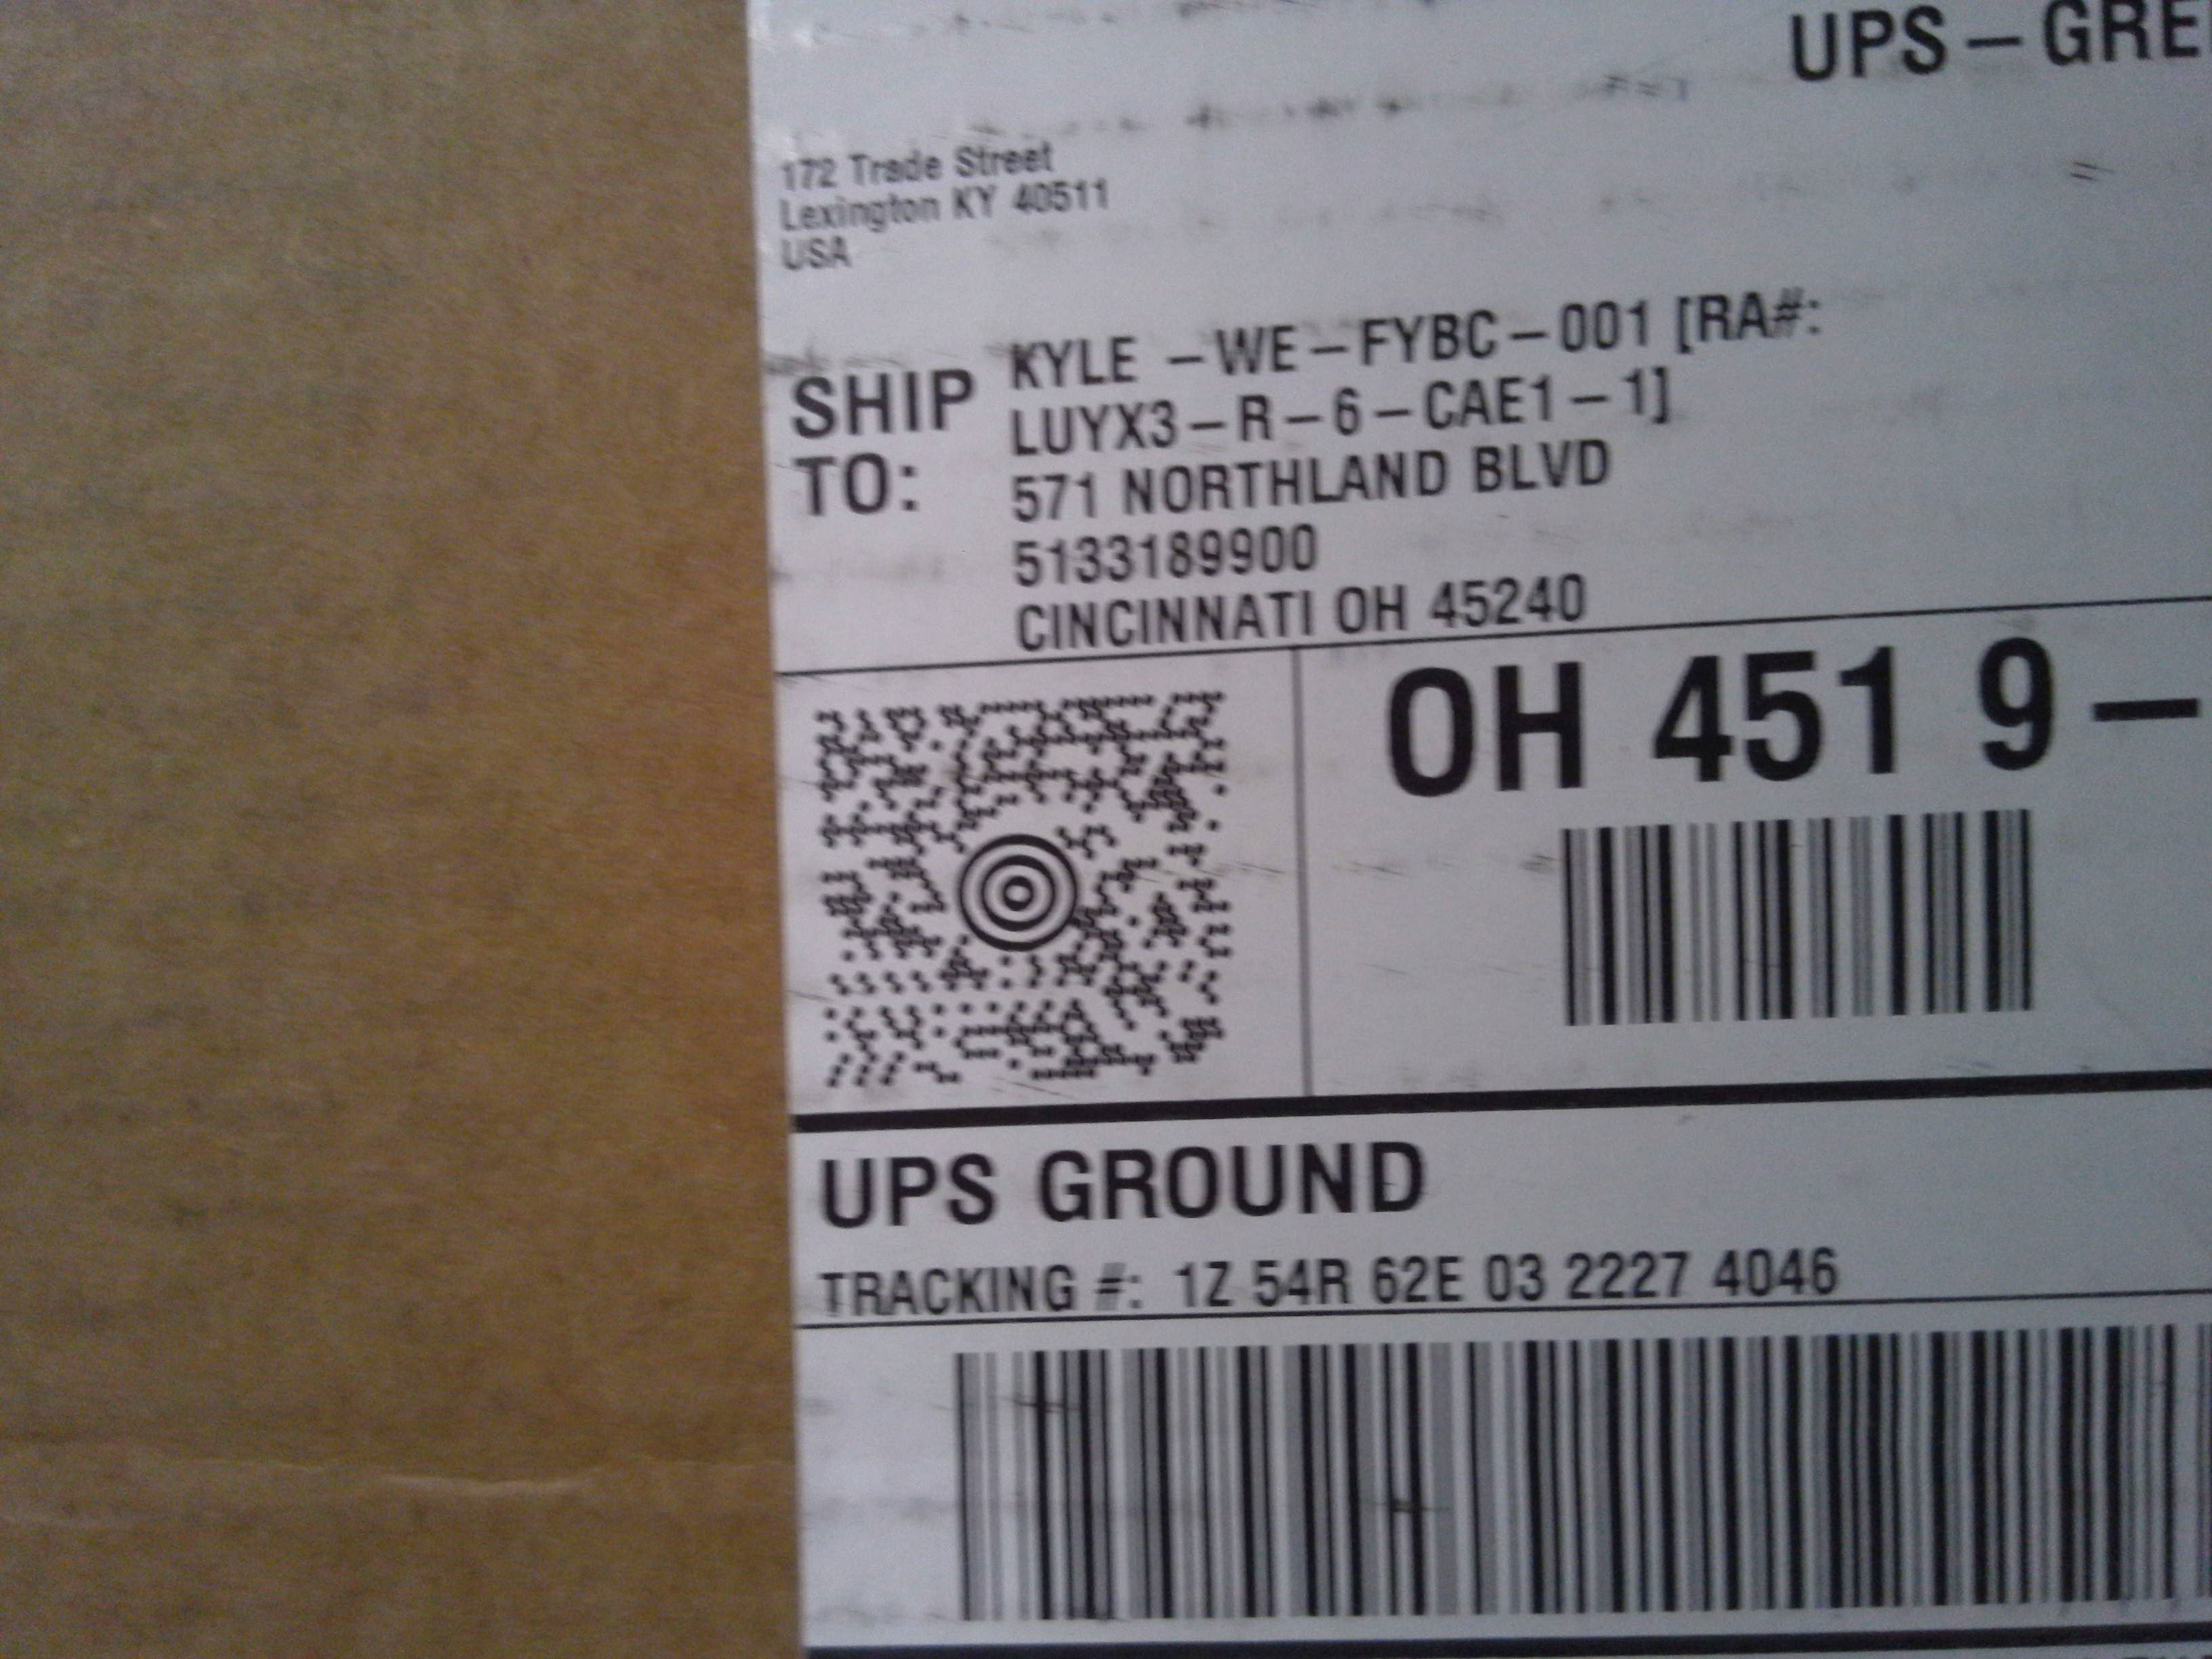 UPS – GRE
172 Trade Street
Lexington KY 40511
USA
SHIP TO:
KYLE – WE – FYBC – 001 [RA#:
LUYX3 – R – 6 – CAE1 – 1]
571 NORTHLAND BLVD
5133189900
CINCINNATI OH 45240
OH 451 9 –
UPS GROUND
TRACKING #: 1Z 54R 62E 03 2227 4046